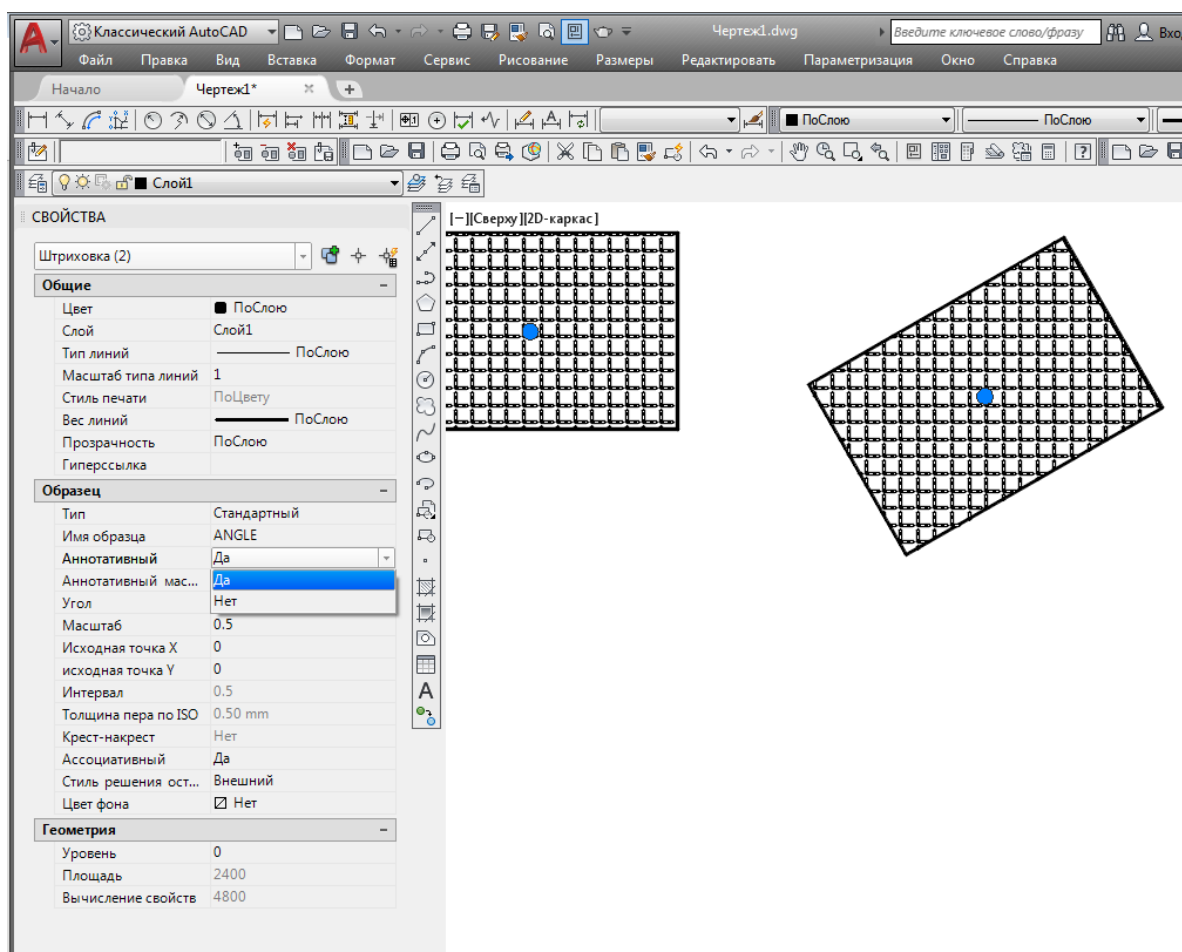 Классический AutoCAD Чертеж1.dwg Введите ключевое слово/фразу Вхо
Файл Правка Вид Вставка Формат Сервис Рисование Размеры Редактировать Параметризация Окно Справка
Начало Чертеж1*
ПоСлою ПоСлою
Слой1
СВОЙСТВА
[−][Сверху][2D-каркас]
Штриховка (2)
Общие
Цвет ПоСлою
Слой Слой1
Тип линий ПоСлою
Масштаб типа линий 1
Стиль печати ПоЦвету
Вес линий ПоСлою
Прозрачность ПоСлою
Гиперссылка
Образец
Тип Стандартный
Имя образца ANGLE
Аннотативный Да
Аннотативный мас... Да
Угол Нет
Масштаб 0.5
Исходная точка X 0
исходная точка Y 0
Интервал 0.5
Толщина пера по ISO 0.50 mm
Крест-накрест Нет
Ассоциативный Да
Стиль решения ост... Внешний
Цвет фона Нет
Геометрия
Уровень 0
Площадь 2400
Вычисление свойств 4800